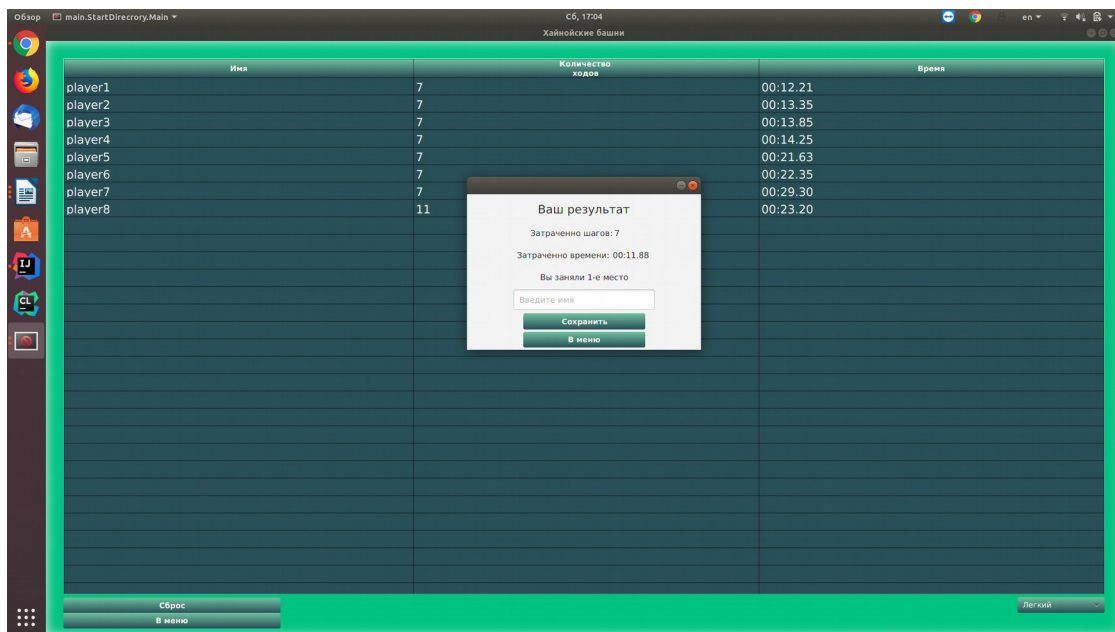 Обзор main.StartDirecrory.Main Сб, 17:04 en
Хайнойские башни
Имя Количество ходов Время
player1 7 00:12.21
player2 7 00:13.35
player3 7 00:13.85
player4 7 00:14.25
player5 7 00:21.63
player6 7 00:22.35
player7 7 00:29.30
player8 11 00:23.20
Ваш результат
Затраченно шагов: 7
Затраченно времени: 00:11.88
Вы заняли 1-е место
Введите имя
Сохранить
В меню
Сброс Легкий
В меню
IJ
CL